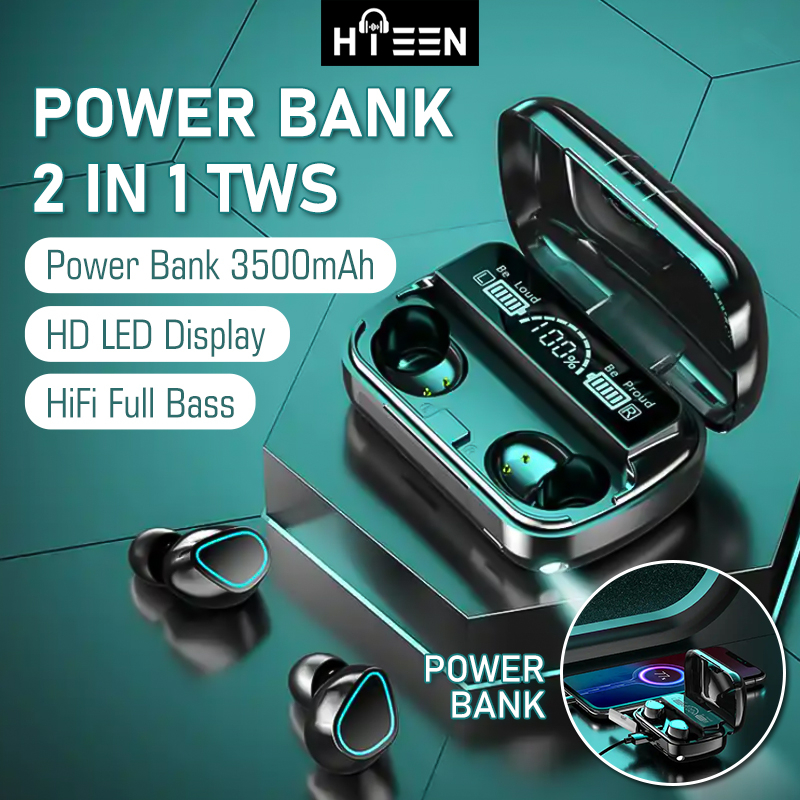 HiTEEN
POWER BANK
2 IN 1 TWS
Power Bank 3500mAh
HD LED Display
HiFi Full Bass
L
Be Loud
100%
Be Proud
R
POWER
BANK